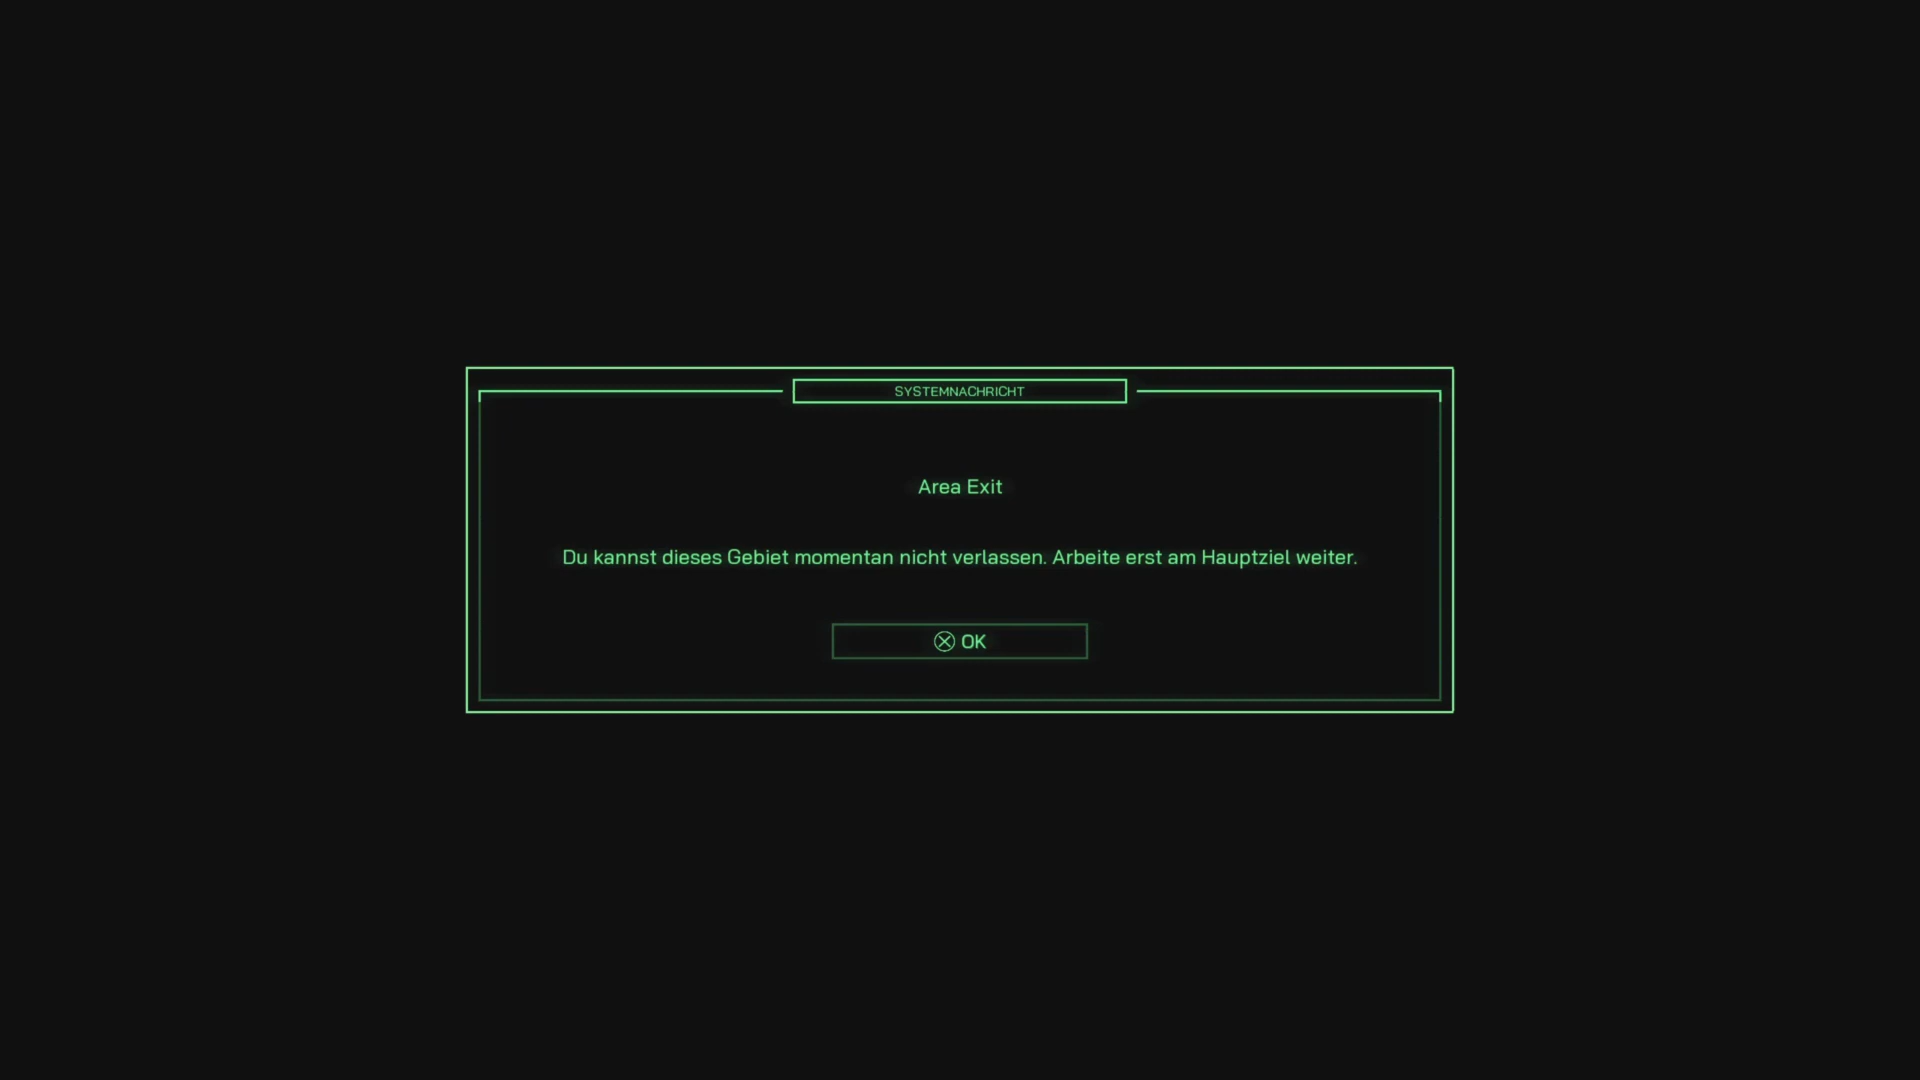 SYSTEMNACHRICHT
Area Exit
Du kannst dieses Gebiet momentan nicht verlassen. Arbeite erst am Hauptziel weiter.
OK